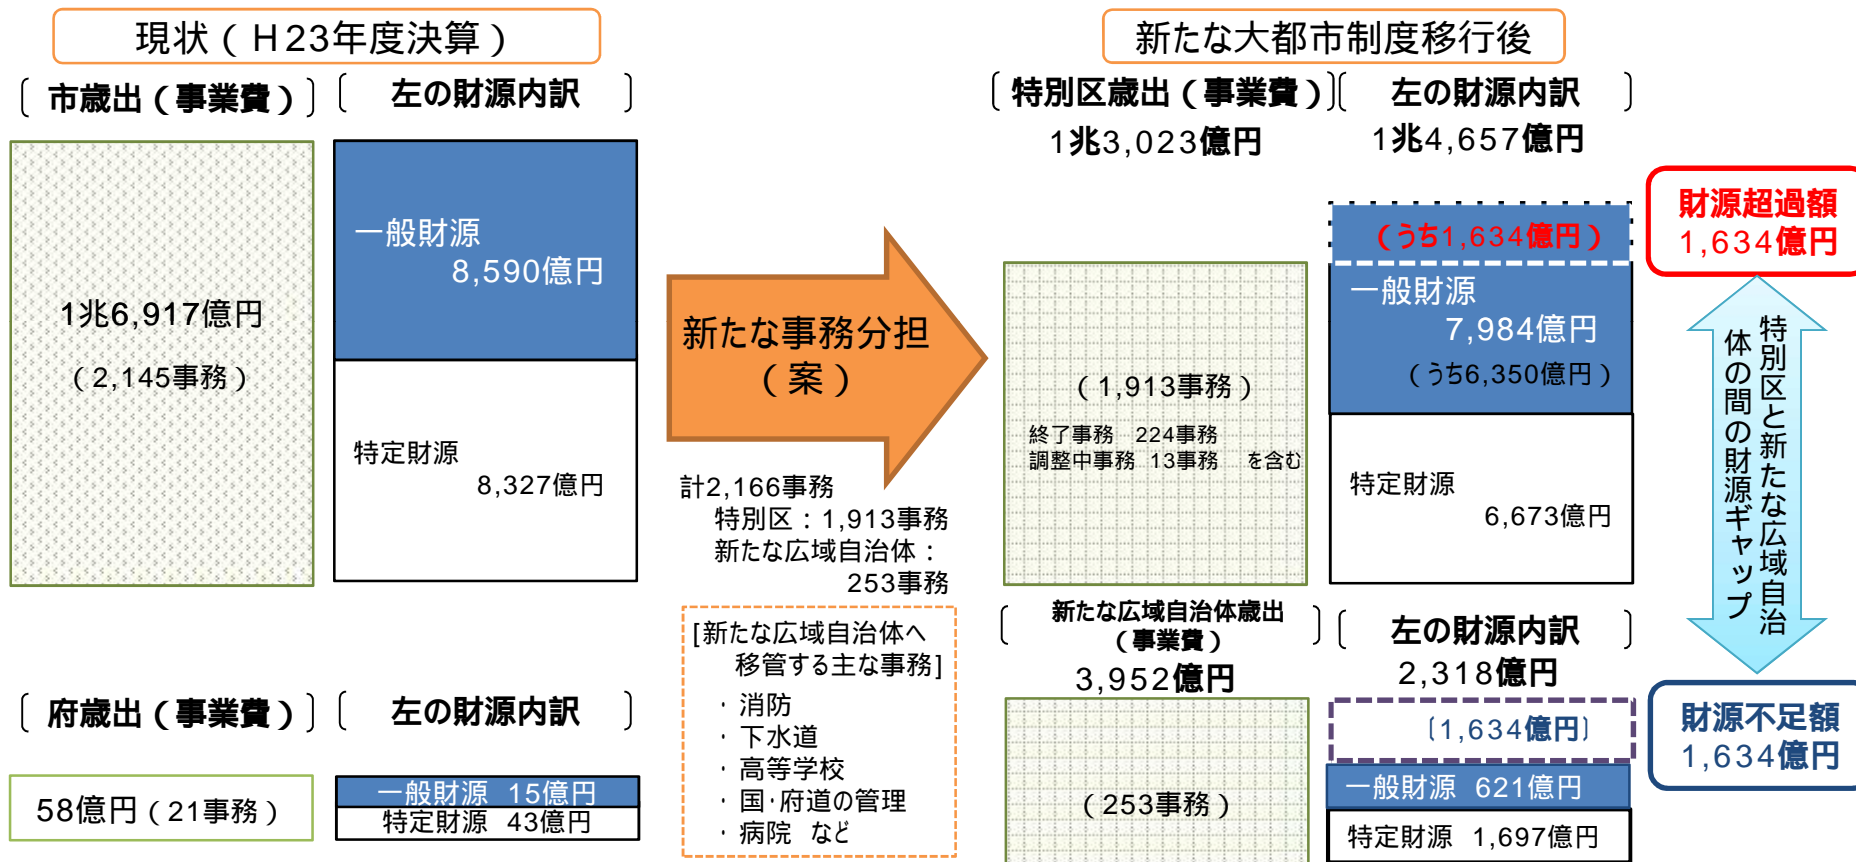 現状（H23年度決算）
〔 市歳出（事業費）〕
〔 左の財源内訳 〕
1兆6,917億円
（2,145事務）
一般財源
8,590億円
特定財源
8,327億円
〔 府歳出（事業費）〕
〔 左の財源内訳 〕
58億円（21事務）
一般財源 15億円
特定財源 43億円
新たな事務分担
（案）
計2,166事務
特別区：1,913事務
新たな広域自治体：
253事務
[新たな広域自治体へ
移管する主な事務]
・消防
・下水道
・高等学校
・国・府道の管理
・病院 など
新たな大都市制度移行後
〔 特別区歳出（事業費）〕
1兆3,023億円
〔 左の財源内訳 〕
1兆4,657億円
（1,913事務）
終了事務 224事務
調整中事務 13事務 を含む
（うち1,634億円）
一般財源
7,984億円
（うち6,350億円）
特定財源
6,673億円
〔 新たな広域自治体歳出
（事業費） 〕
3,952億円
〔 左の財源内訳 〕
2,318億円
（253事務）
〔1,634億円〕
一般財源 621億円
特定財源 1,697億円
財源超過額
1,634億円
特別区と新たな広域自治
体の間の財源ギャップ
財源不足額
1,634億円